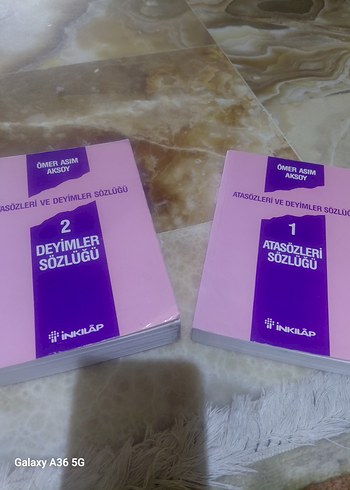 ÖMER ASIM
AKSOY
ATASÖZLERİ VE DEYİMLER SÖZLÜĞÜ
2
DEYİMLER
SÖZLÜĞÜ
İNKILÂP
ÖMER ASIM
AKSOY
ATASÖZLERİ VE DEYİMLER SÖZLÜĞÜ
1
ATASÖZLERİ
SÖZLÜĞÜ
İNKILÂP
Galaxy A36 5G